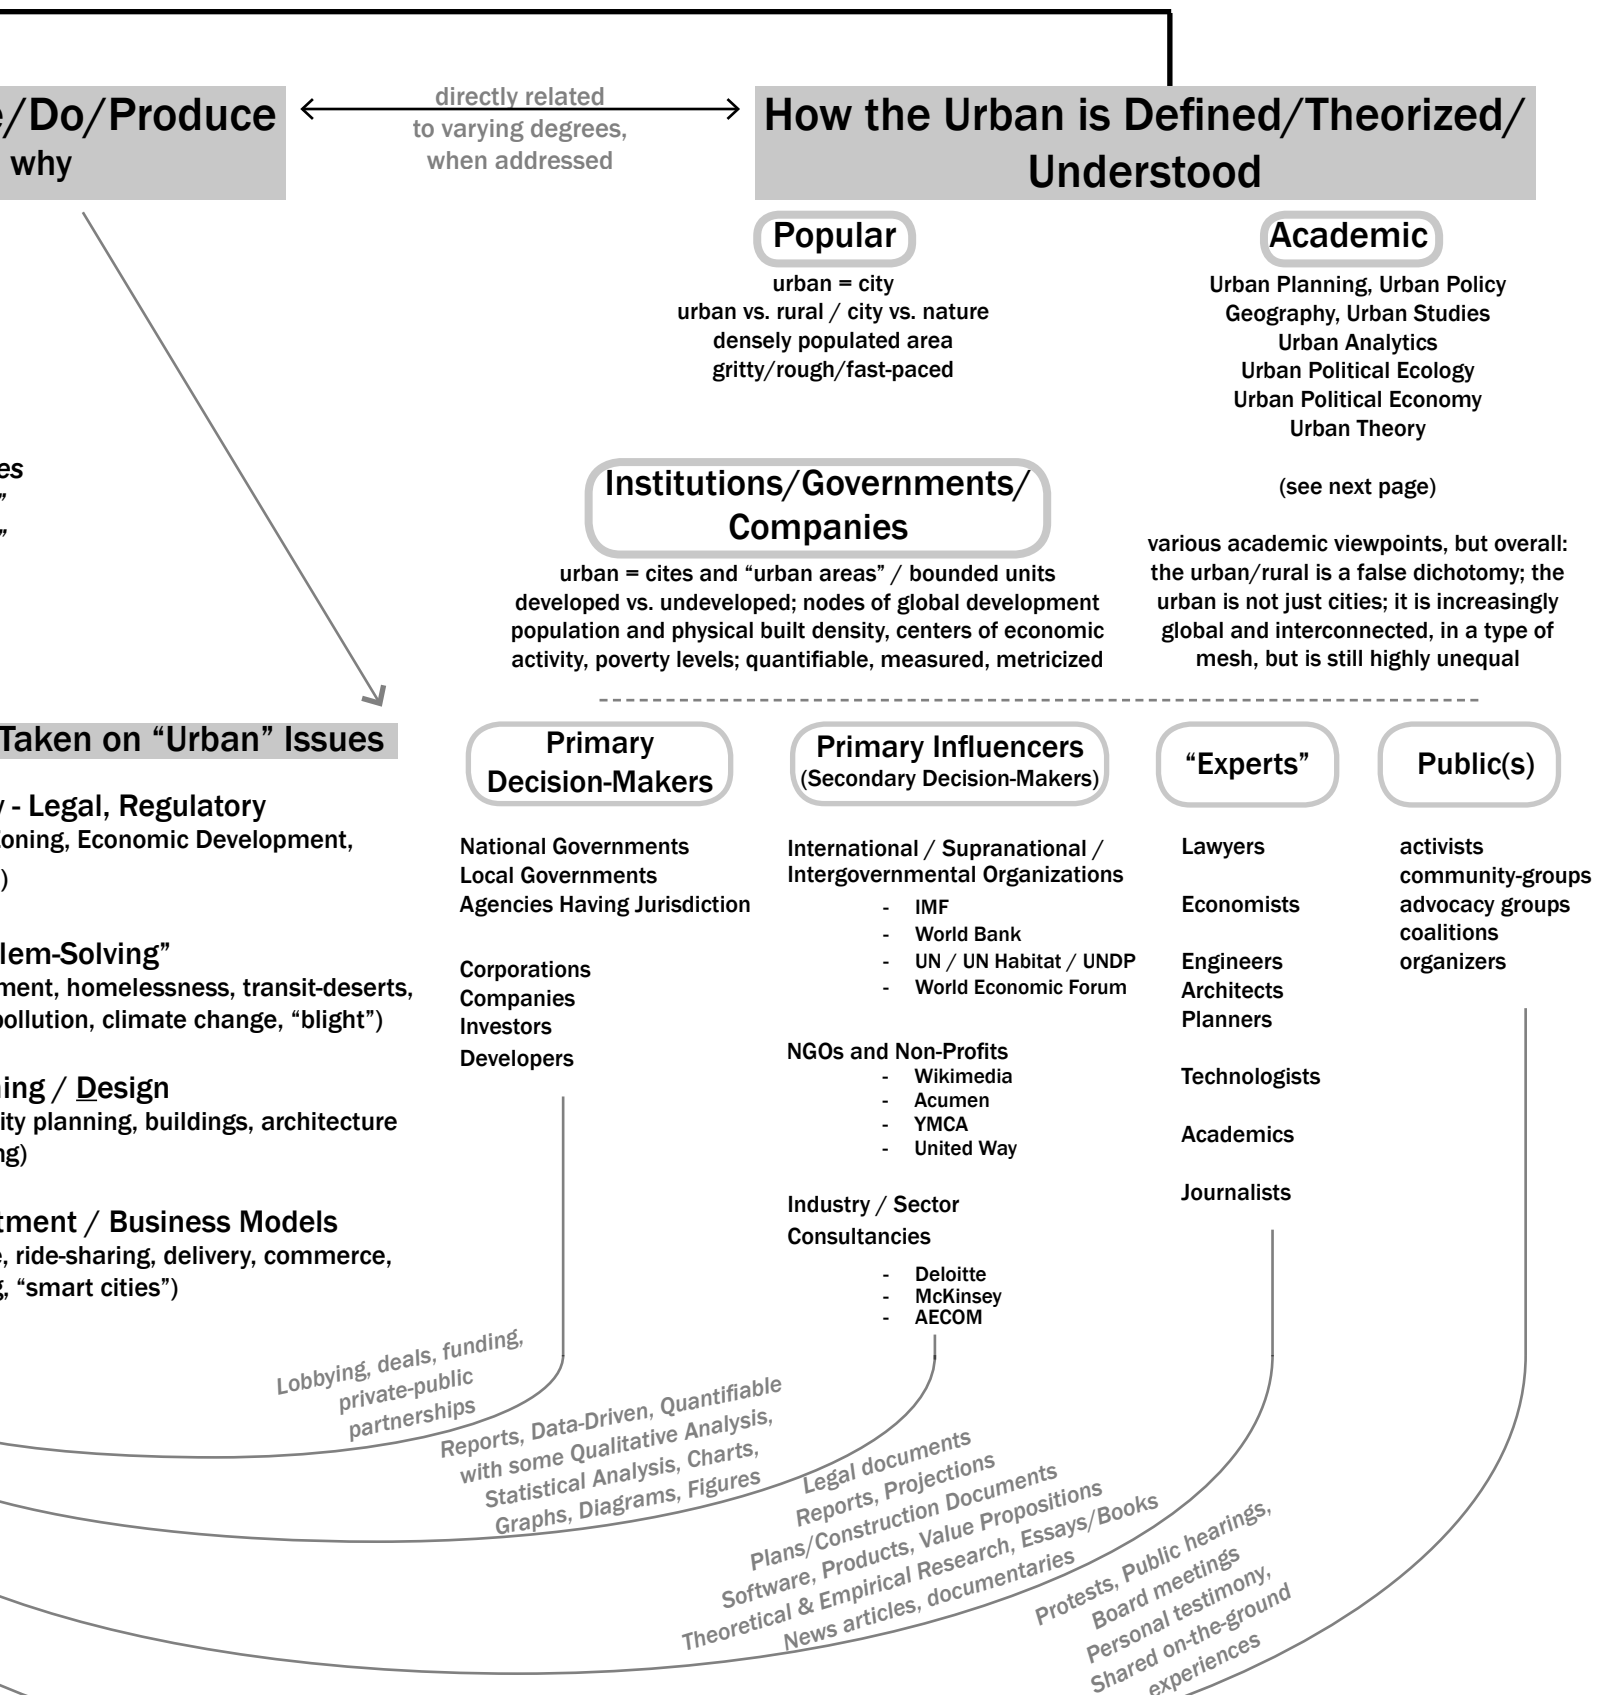 e/Do/Produce
why
directly related
to varying degrees,
when addressed
How the Urban is Defined/Theorized/
Understood
Popular
urban = city
urban vs. rural / city vs. nature
densely populated area
gritty/rough/fast-paced
Academic
Urban Planning, Urban Policy
Geography, Urban Studies
Urban Analytics
Urban Political Ecology
Urban Political Economy
Urban Theory
(see next page)
various academic viewpoints, but overall:
the urban/rural is a false dichotomy; the
urban is not just cities; it is increasingly
global and interconnected, in a type of
mesh, but is still highly unequal
es
”
”
Institutions/Governments/
Companies
urban = cites and “urban areas” / bounded units
developed vs. undeveloped; nodes of global development
population and physical built density, centers of economic
activity, poverty levels; quantifiable, measured, metricized
Taken on “Urban” Issues
y - Legal, Regulatory
Zoning, Economic Development,
)
lem-Solving”
ment, homelessness, transit-deserts,
pollution, climate change, “blight”)
ning / Design
ity planning, buildings, architecture
ng)
tment / Business Models
e, ride-sharing, delivery, commerce,
g, “smart cities”)
Primary
Decision-Makers
National Governments
Local Governments
Agencies Having Jurisdiction
Corporations
Companies
Investors
Developers
Primary Influencers
(Secondary Decision-Makers)
International / Supranational /
Intergovernmental Organizations
- IMF
- World Bank
- UN / UN Habitat / UNDP
- World Economic Forum
NGOs and Non-Profits
- Wikimedia
- Acumen
- YMCA
- United Way
Industry / Sector
Consultancies
- Deloitte
- McKinsey
- AECOM
“Experts”
Lawyers
Economists
Engineers
Architects
Planners
Technologists
Academics
Journalists
Public(s)
activists
community-groups
advocacy groups
coalitions
organizers
Lobbying, deals, funding,
private-public
partnerships
Reports, Data-Driven, Quantifiable
with some Qualitative Analysis,
Statistical Analysis, Charts,
Graphs, Diagrams, Figures
Legal documents
Reports, Projections
Plans/Construction Documents
Software, Products, Value Propositions
Theoretical & Empirical Research, Essays/Books
News articles, documentaries
Protests, Public hearings,
Board meetings
Personal testimony,
Shared on-the-ground
experiences